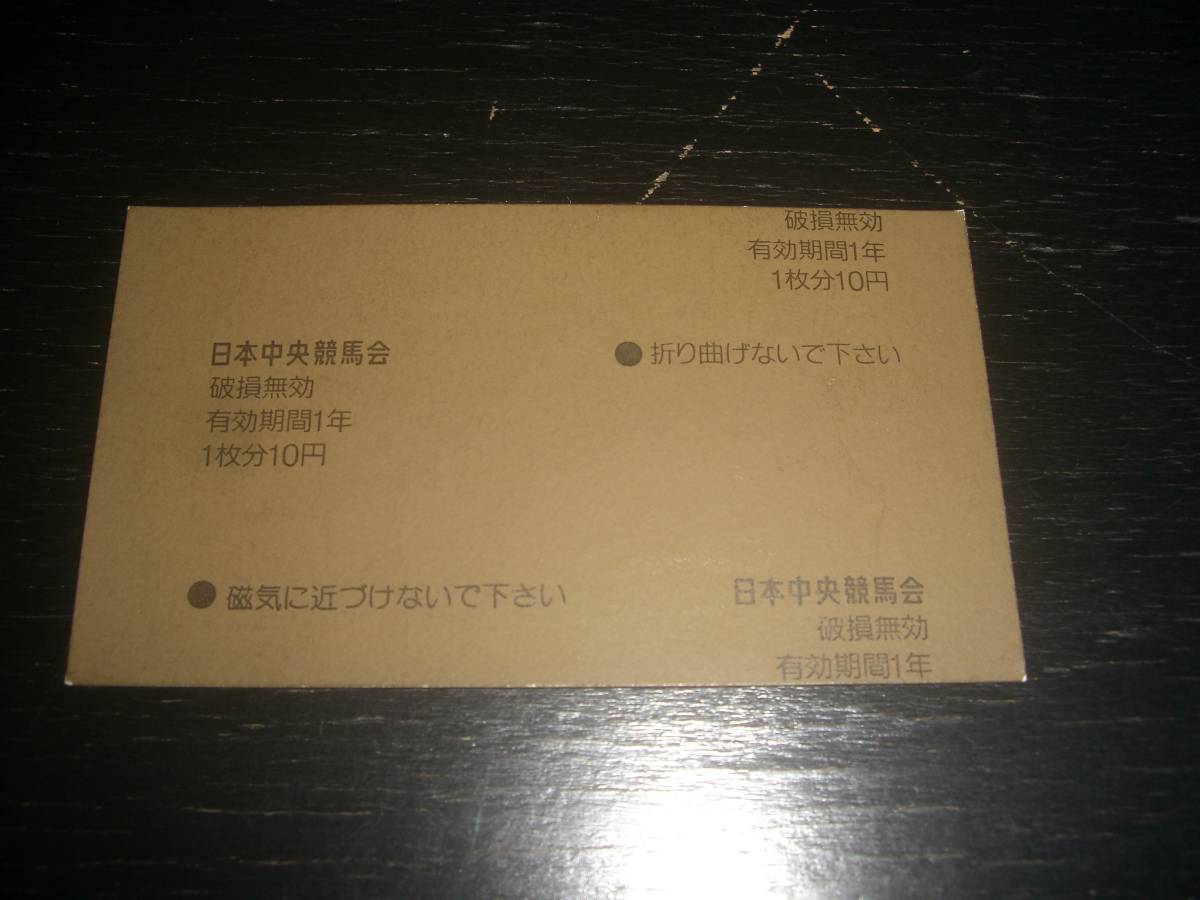 破損無効
有効期間1年
1枚分10円
日本中央競馬会
破損無効
有効期間1年
1枚分10円
●折り曲げないで下さい
●磁気に近づけないで下さい
日本中央競馬会
破損無効
有効期間1年